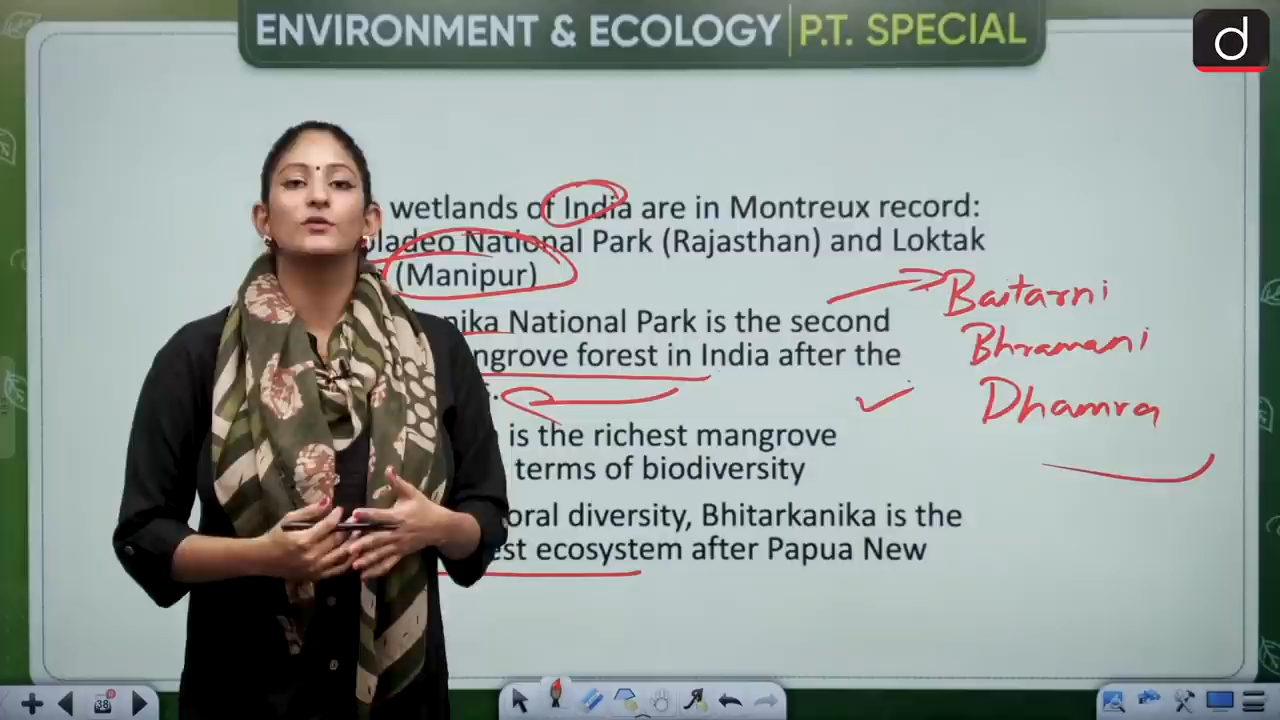 ENVIRONMENT & ECOLOGY | P.T. SPECIAL
d
wetlands of India are in Montreux record:
oladeo National Park (Rajasthan) and Loktak
(Manipur)
nika National Park is the second
ngrove forest in India after the
is the richest mangrove
terms of biodiversity
oral diversity, Bhitarkanika is the
est ecosystem after Papua New
Baitarni
Bhramani
Dhamra
38